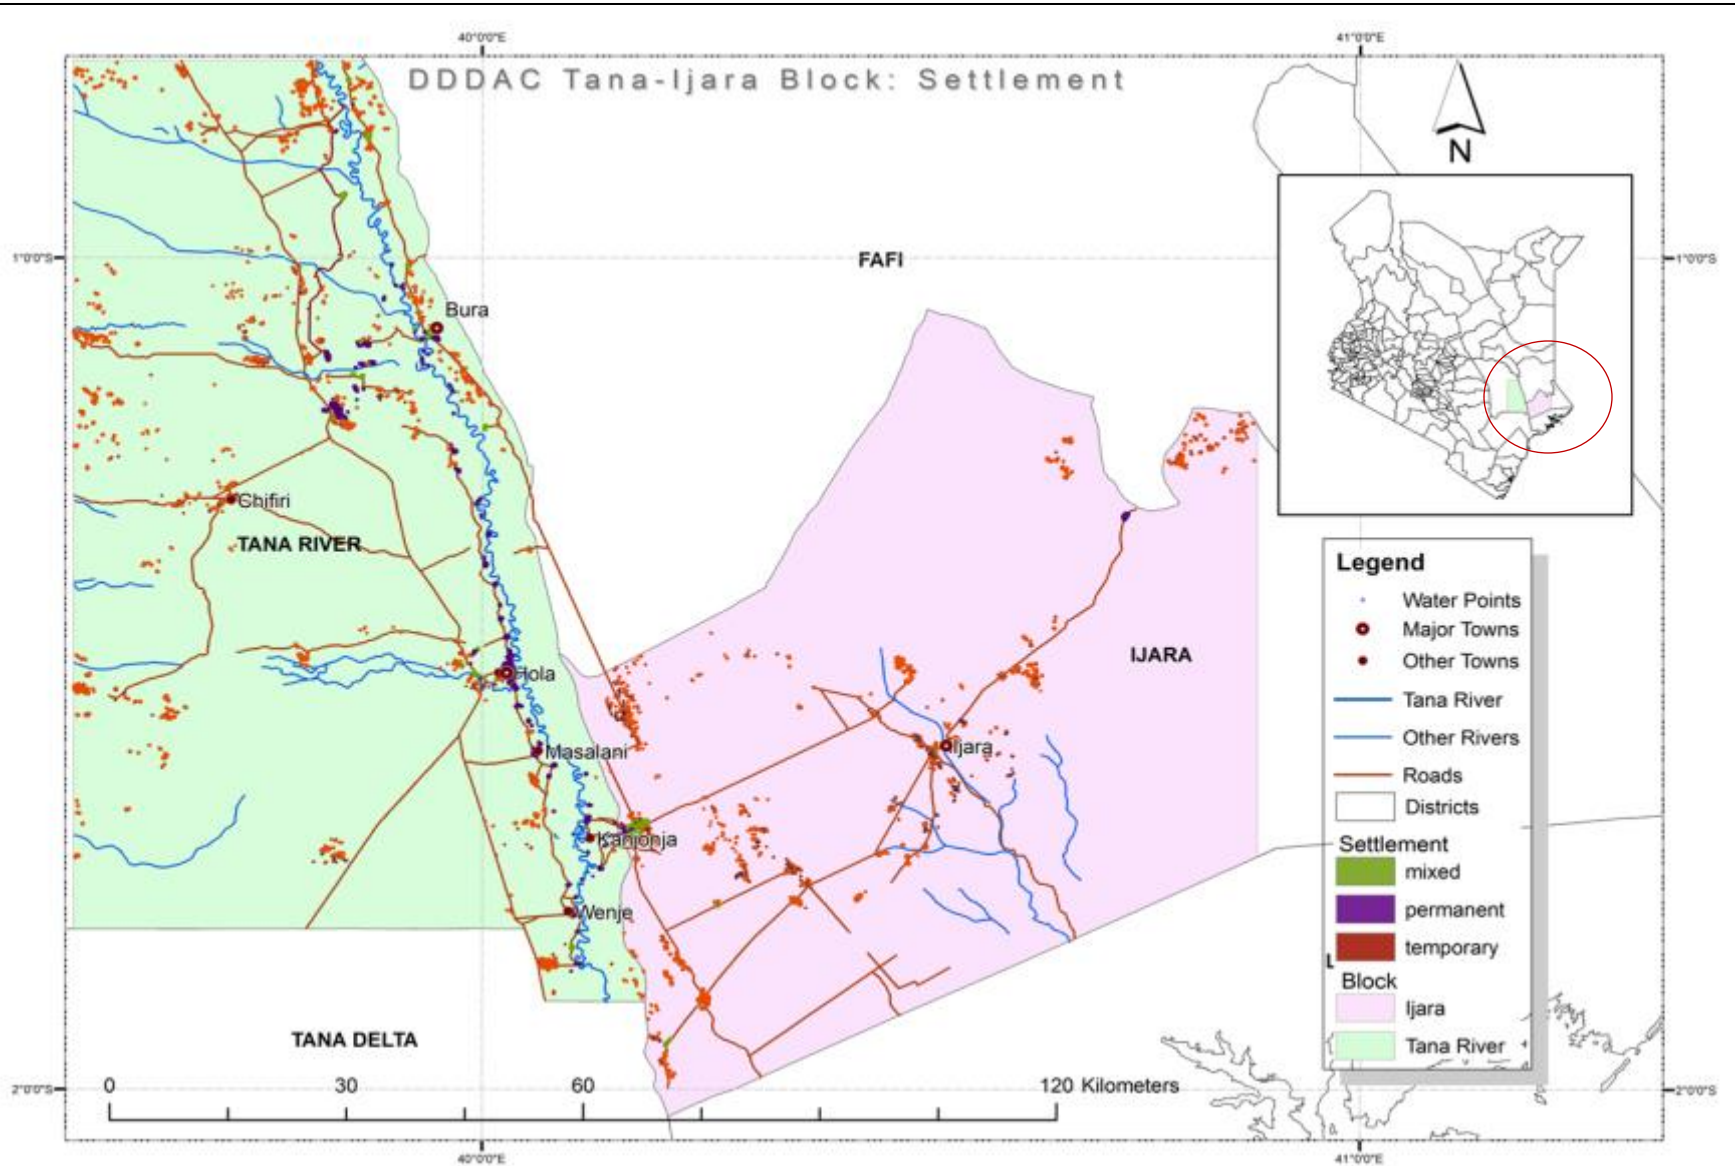 40°0'0"E
41°0'0"E
DDDAC Tana-Ijara Block: Settlement
N
1°0'0"S
FAFI
1°0'0"S
Bura
Chifiri
TANA RIVER
Hola
IJARA
Masalani
Ijara
Kanjonja
Wenje
TANA DELTA
Legend
Water Points
Major Towns
Other Towns
Tana River
Other Rivers
Roads
Districts
Settlement
mixed
permanent
temporary
L
Block
Ijara
Tana River
2°0'0"S
0 30 60 120 Kilometers
2°0'0"S
40°0'0"E
41°0'0"E